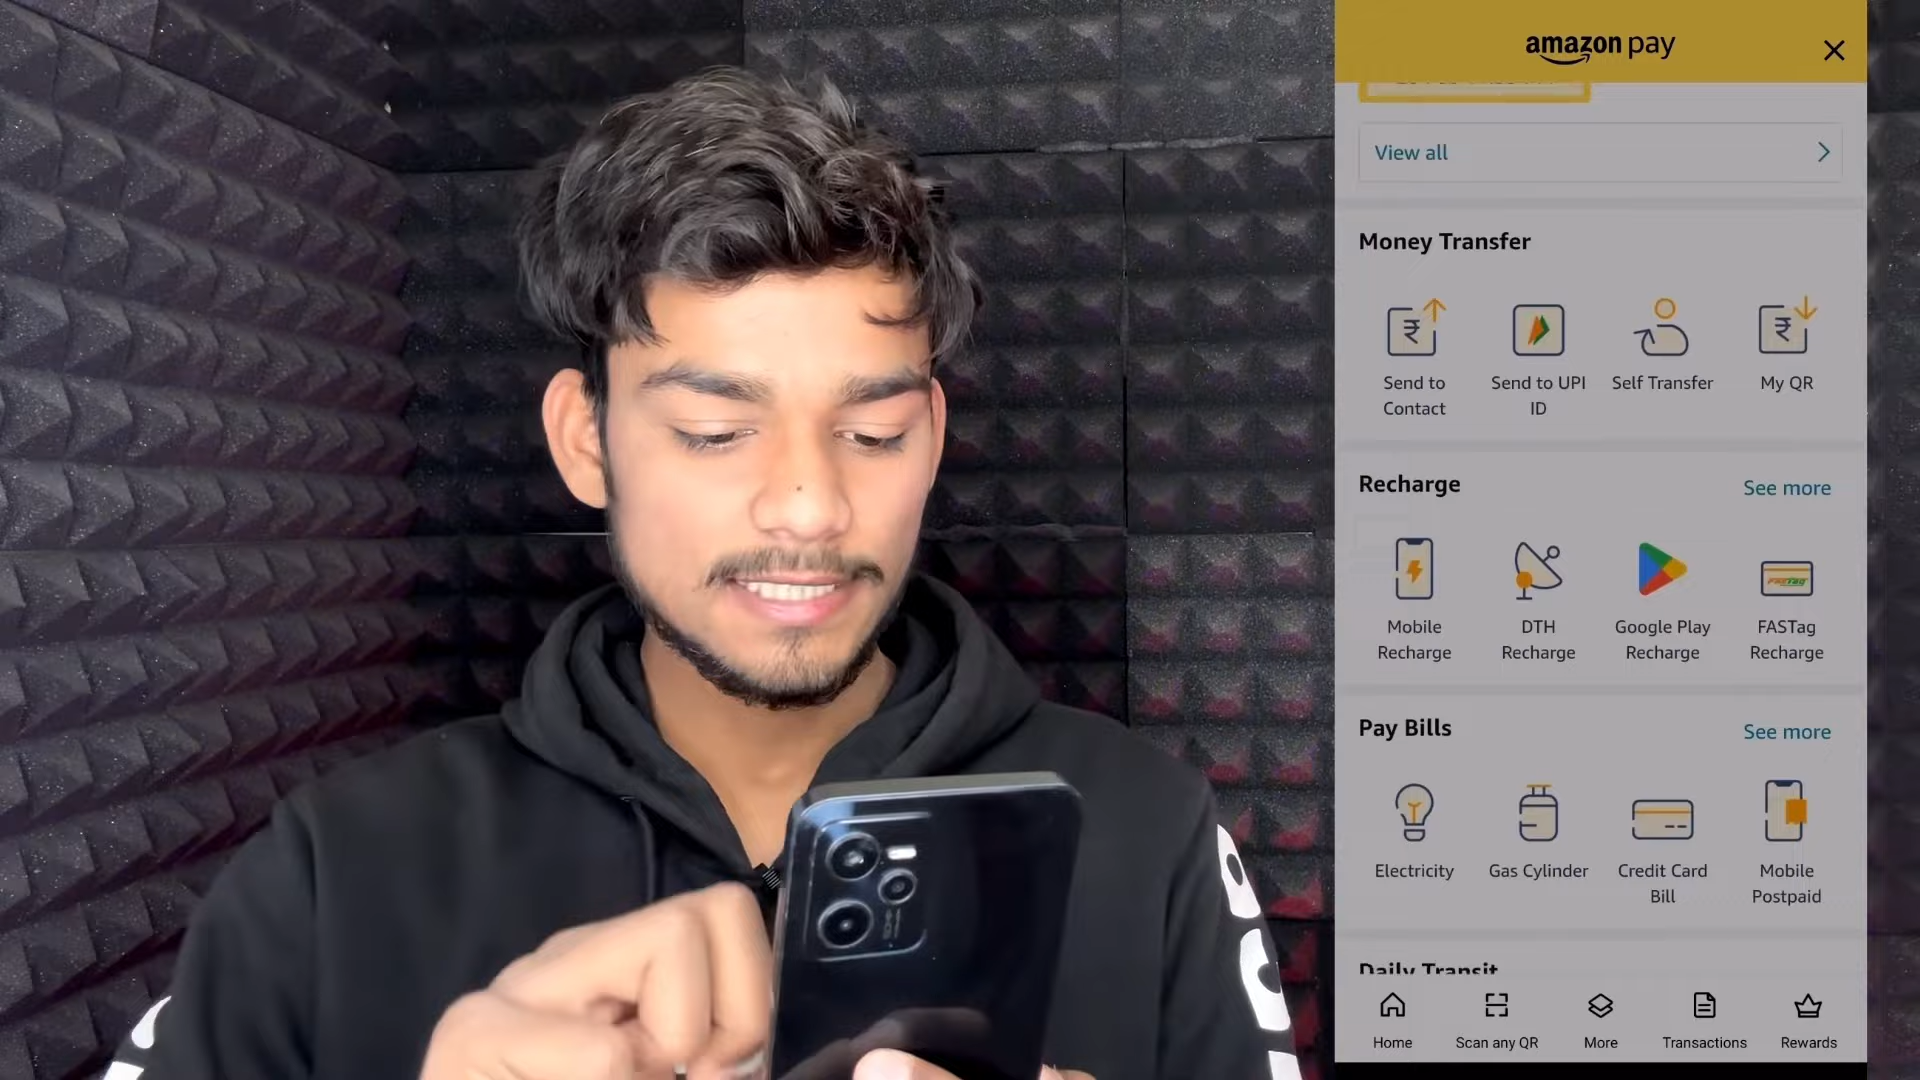 amazon pay
View all
Money Transfer
Send to
Contact
Send to UPI
ID
Self Transfer
My QR
Recharge
See more
Mobile
Recharge
DTH
Recharge
Google Play
Recharge
FASTag
Recharge
Pay Bills
See more
Electricity
Gas Cylinder
Credit Card
Bill
Mobile
Postpaid
Daily Transit
Home
Scan any QR
More
Transactions
Rewards